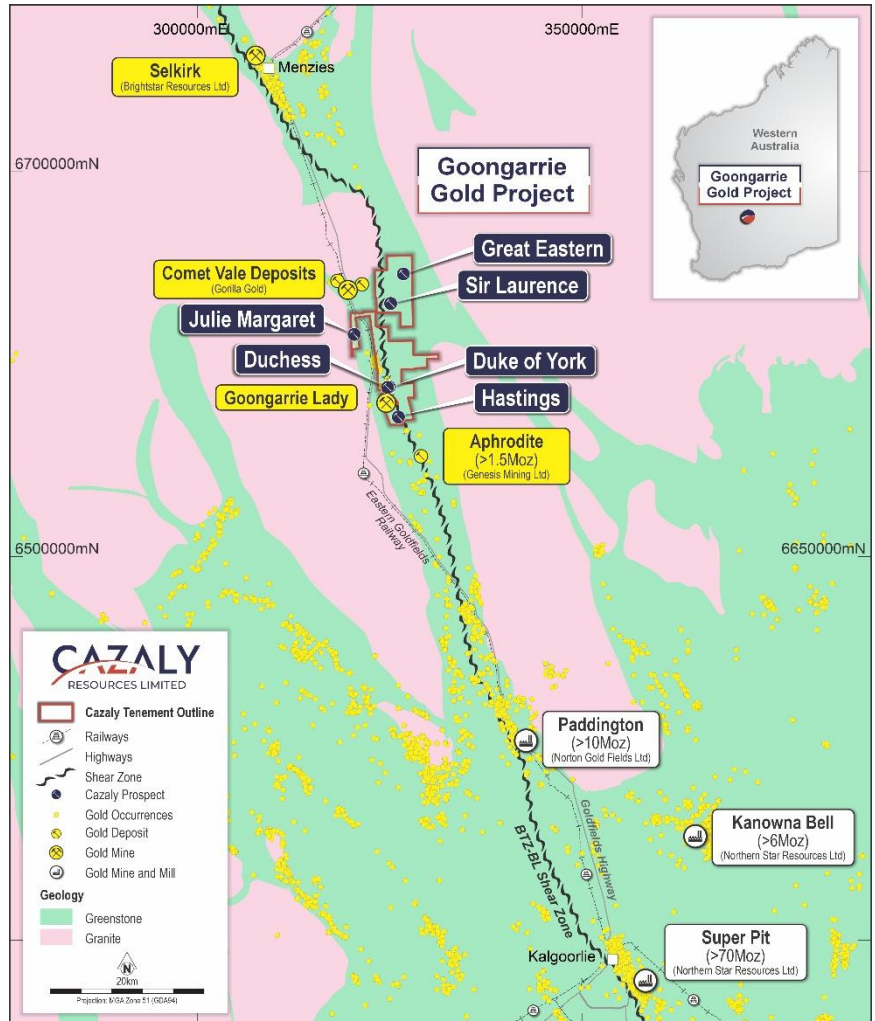 300000mE
350000mE
Selkirk
(Brightstar Resources Ltd)
Menzies
Western
Australia
Goongarrie
Gold Project
6700000mN
Goongarrie
Gold Project
Great Eastern
Comet Vale Deposits
(Gorilla Gold)
Sir Laurence
Julie Margaret
Duchess
Duke of York
Goongarrie Lady
Hastings
Aphrodite
(>1.5Moz)
(Genesis Mining Ltd)
Eastern Goldfields
Railway
6500000mN
6650000mN
CAZALY
RESOURCES LIMITED
Cazaly Tenement Outline
Railways
Highways
Shear Zone
Cazaly Prospect
Gold Occurrences
Gold Deposit
Gold Mine
Gold Mine and Mill
Geology
Greenstone
Granite
N
20km
Projection: MGA Zone 51 (GDA94)
Paddington
(>10Moz)
(Norton Gold Fields Ltd)
Goldfields Highway
BTZ-BL Shear Zone
Kanowna Bell
(>6Moz)
(Northern Star Resources Ltd)
Kalgoorlie
Super Pit
(>70Moz)
(Northern Star Resources Ltd)